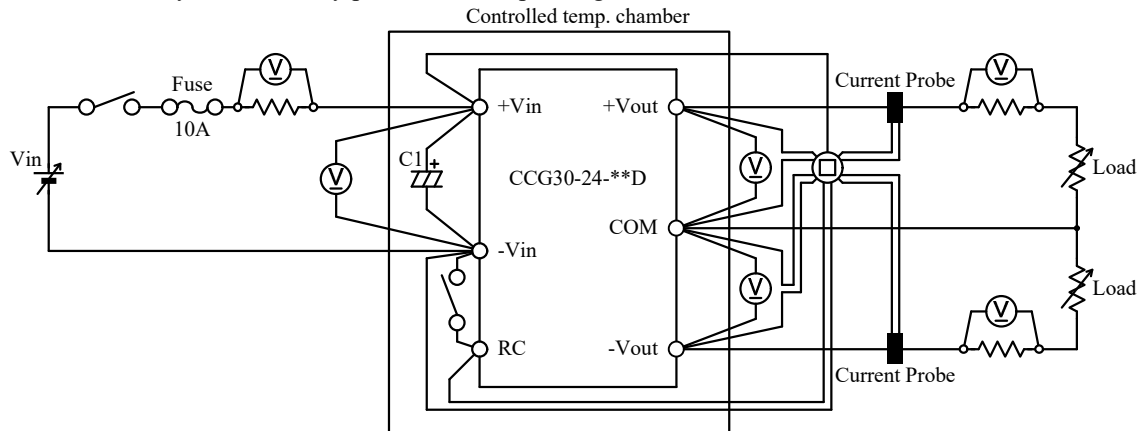 Controlled temp. chamber
Fuse
10A
V
Vin
V
C1
+
+Vin
-Vin
RC
CCG30-24-**D
+Vout
COM
-Vout
V
V
Current Probe
V
Load
Load
V
Current Probe